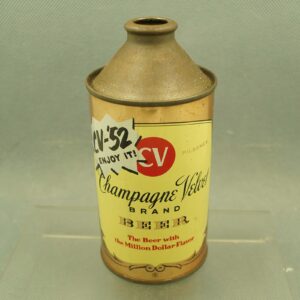 CV-'52
ENJOY IT!
CV
PILSENER
Champagne Velvet
BRAND
BEER
The Beer with
the Million Dollar Flavor